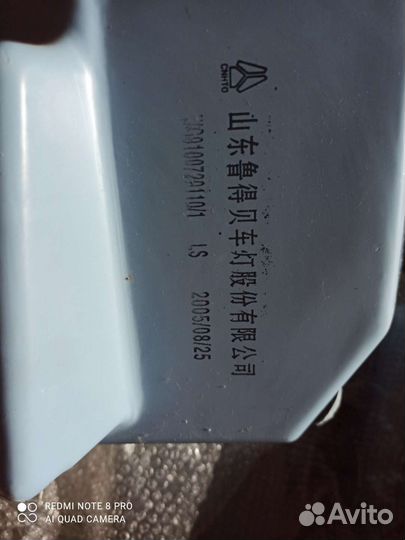 CNHTC
山东鲁得贝车灯股份有限公司
LS 2005/08/25
REDMI NOTE 8 PRO
AI QUAD CAMERA
Avito